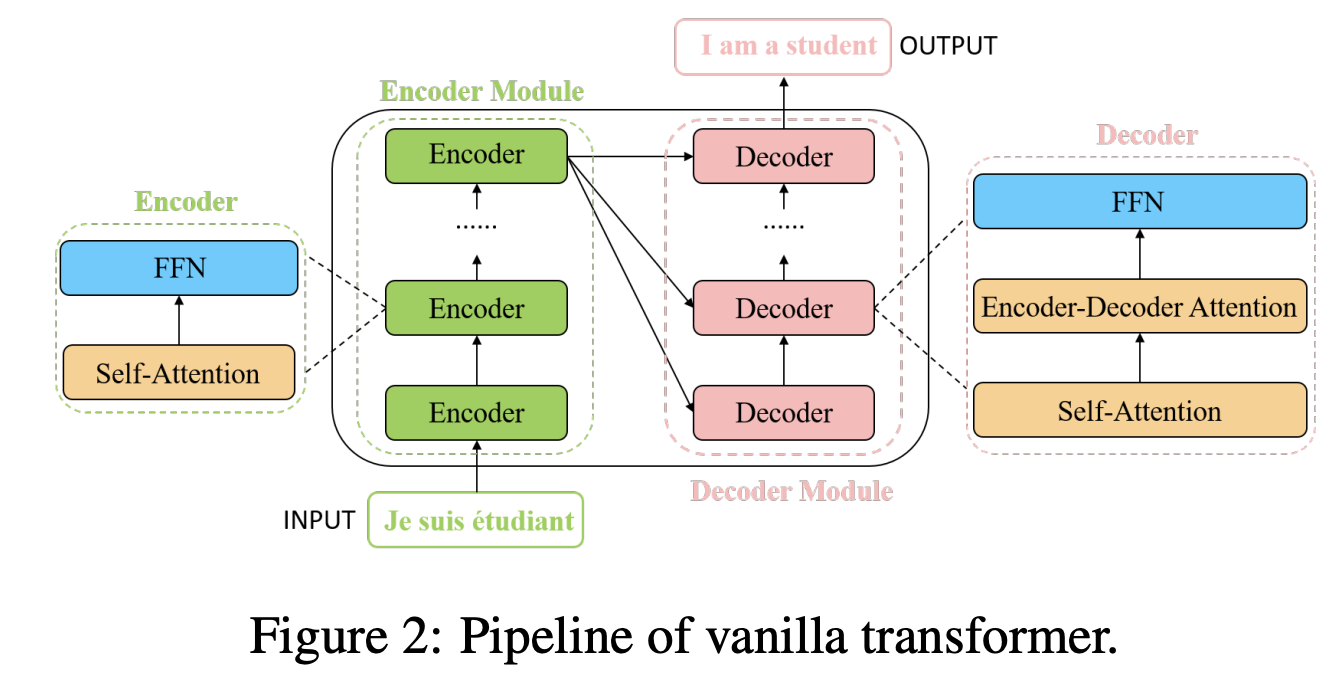 I am a student
OUTPUT
Encoder Module
Encoder
Decoder
Decoder
Encoder
......
......
FFN
FFN
Encoder
Decoder
Encoder-Decoder Attention
Self-Attention
Encoder
Decoder
Self-Attention
Decoder Module
INPUT
Je suis étudiant
Figure 2: Pipeline of vanilla transformer.